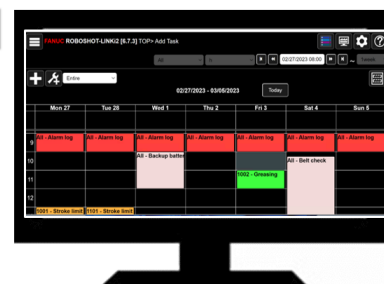 FANUC ROBOSHOT-LINKi2 [6.7.3] TOP> Add Task
All
02/27/2023 08:00 ~
Entire
02/27/2023 - 03/05/2023 Today
Mon 27 Tue 28 Wed 1 Thu 2 Fri 3 Sat 4 Sun 5
9 All - Alarm log All - Alarm log All - Alarm log All - Alarm log All - Alarm log All - Alarm log All - Alarm log
10 All - Backup batter All - Belt check
11 1002 - Greasing
12
1001 - Stroke limit 1101 - Stroke limit